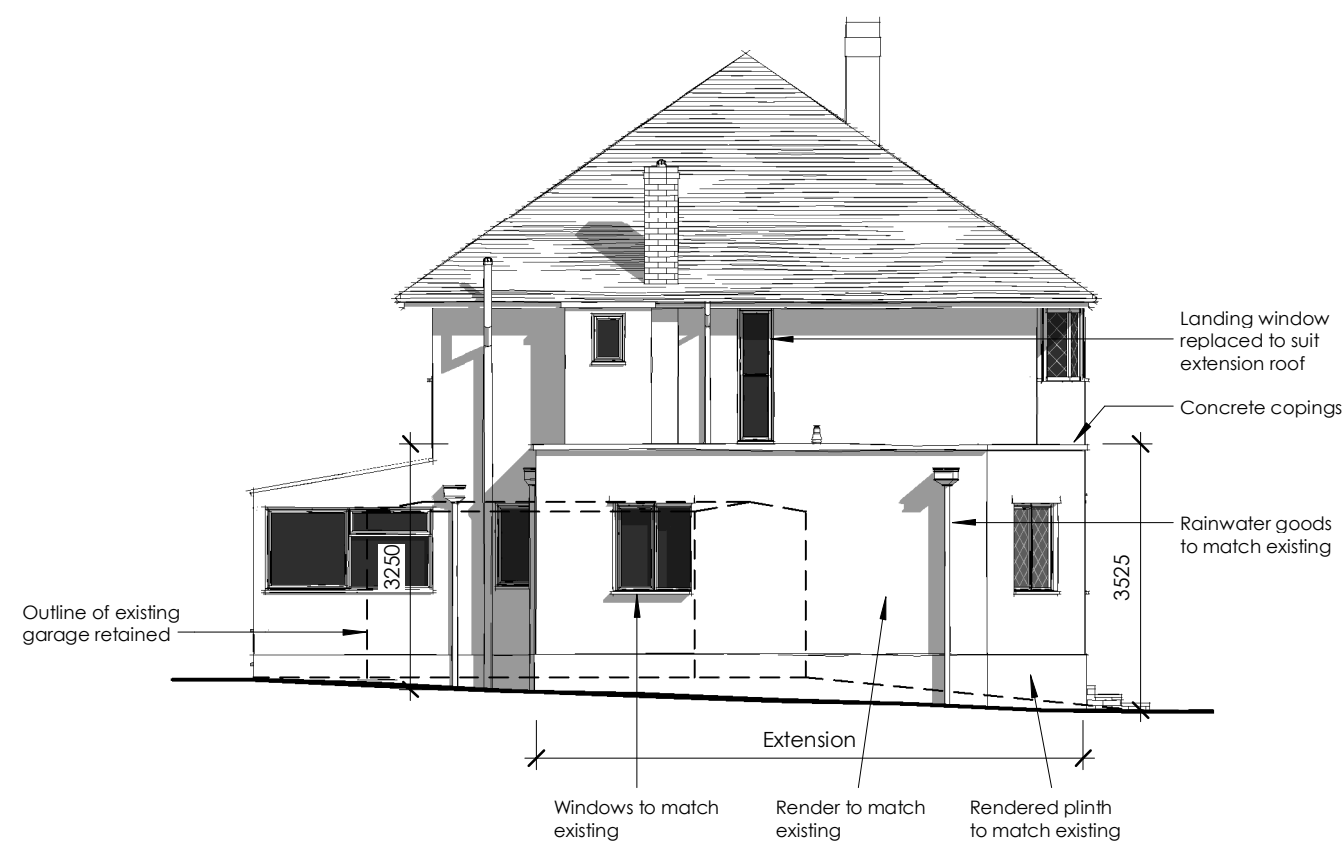 Landing window
replaced to suit
extension roof
Concrete copings
Rainwater goods
to match existing
3250
3525
Outline of existing
garage retained
Extension
Windows to match
existing
Render to match
existing
Rendered plinth
to match existing